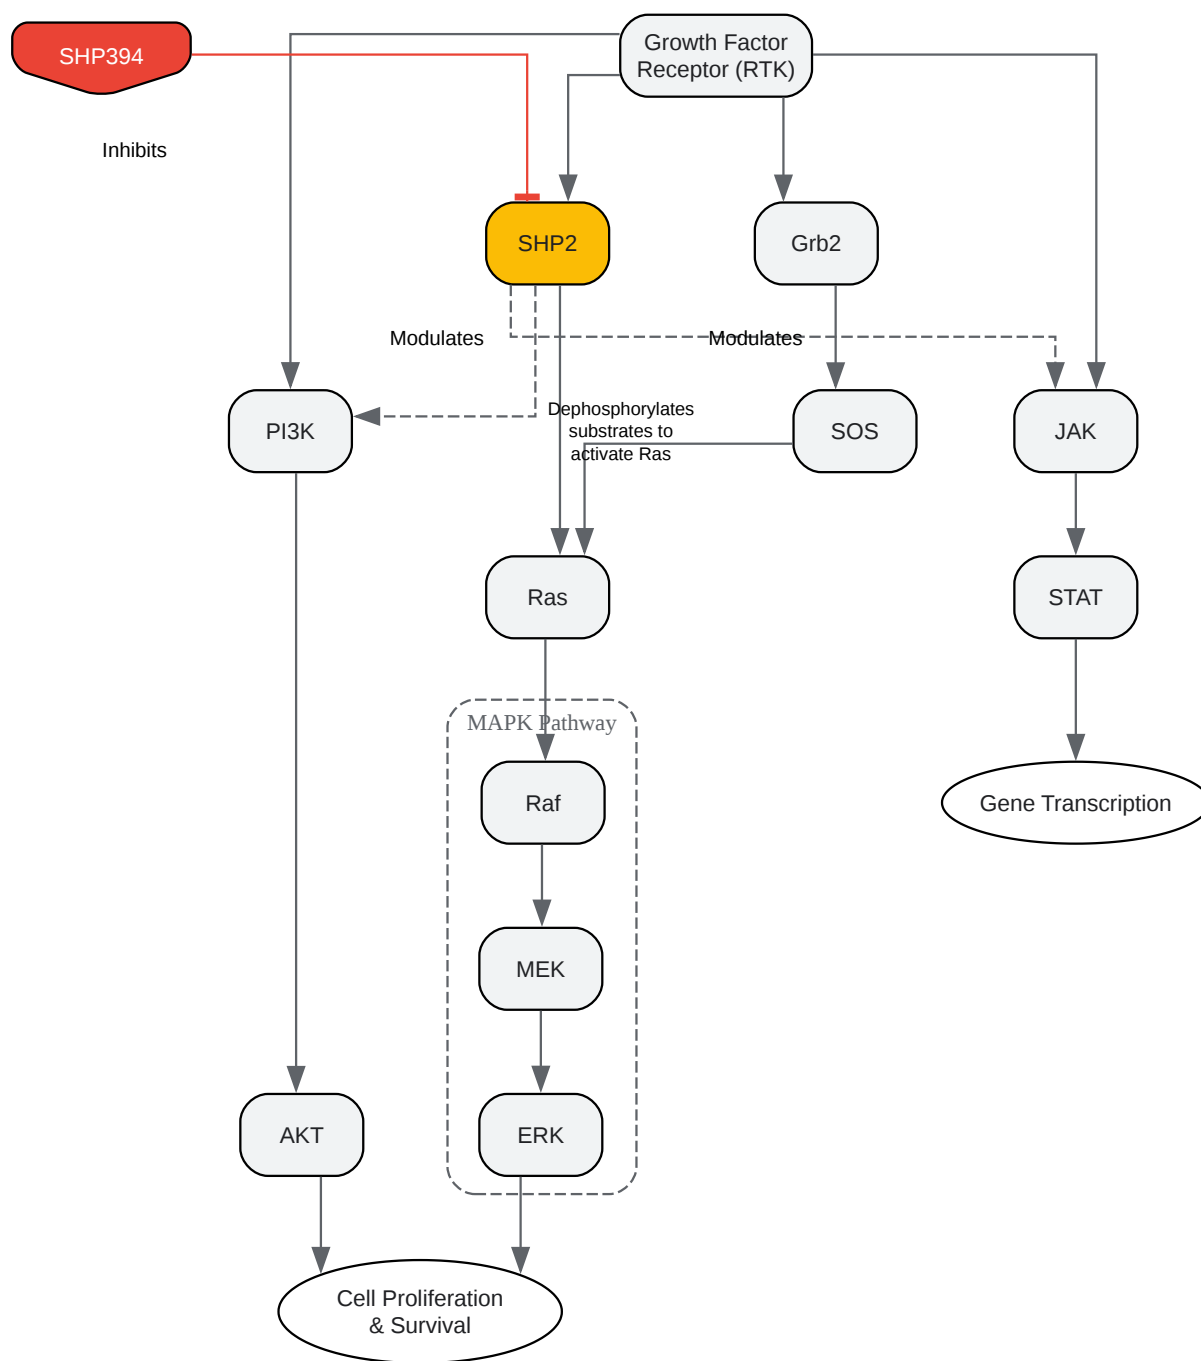 SHP394
Growth Factor
Receptor (RTK)
Inhibits
SHP2
Grb2
Modulates
Modulates
Dephosphorylates
substrates to
activate Ras
PI3K
SOS
JAK
Ras
STAT
MAPK Pathway
Raf
Gene Transcription
MEK
AKT
ERK
Cell Proliferation
& Survival